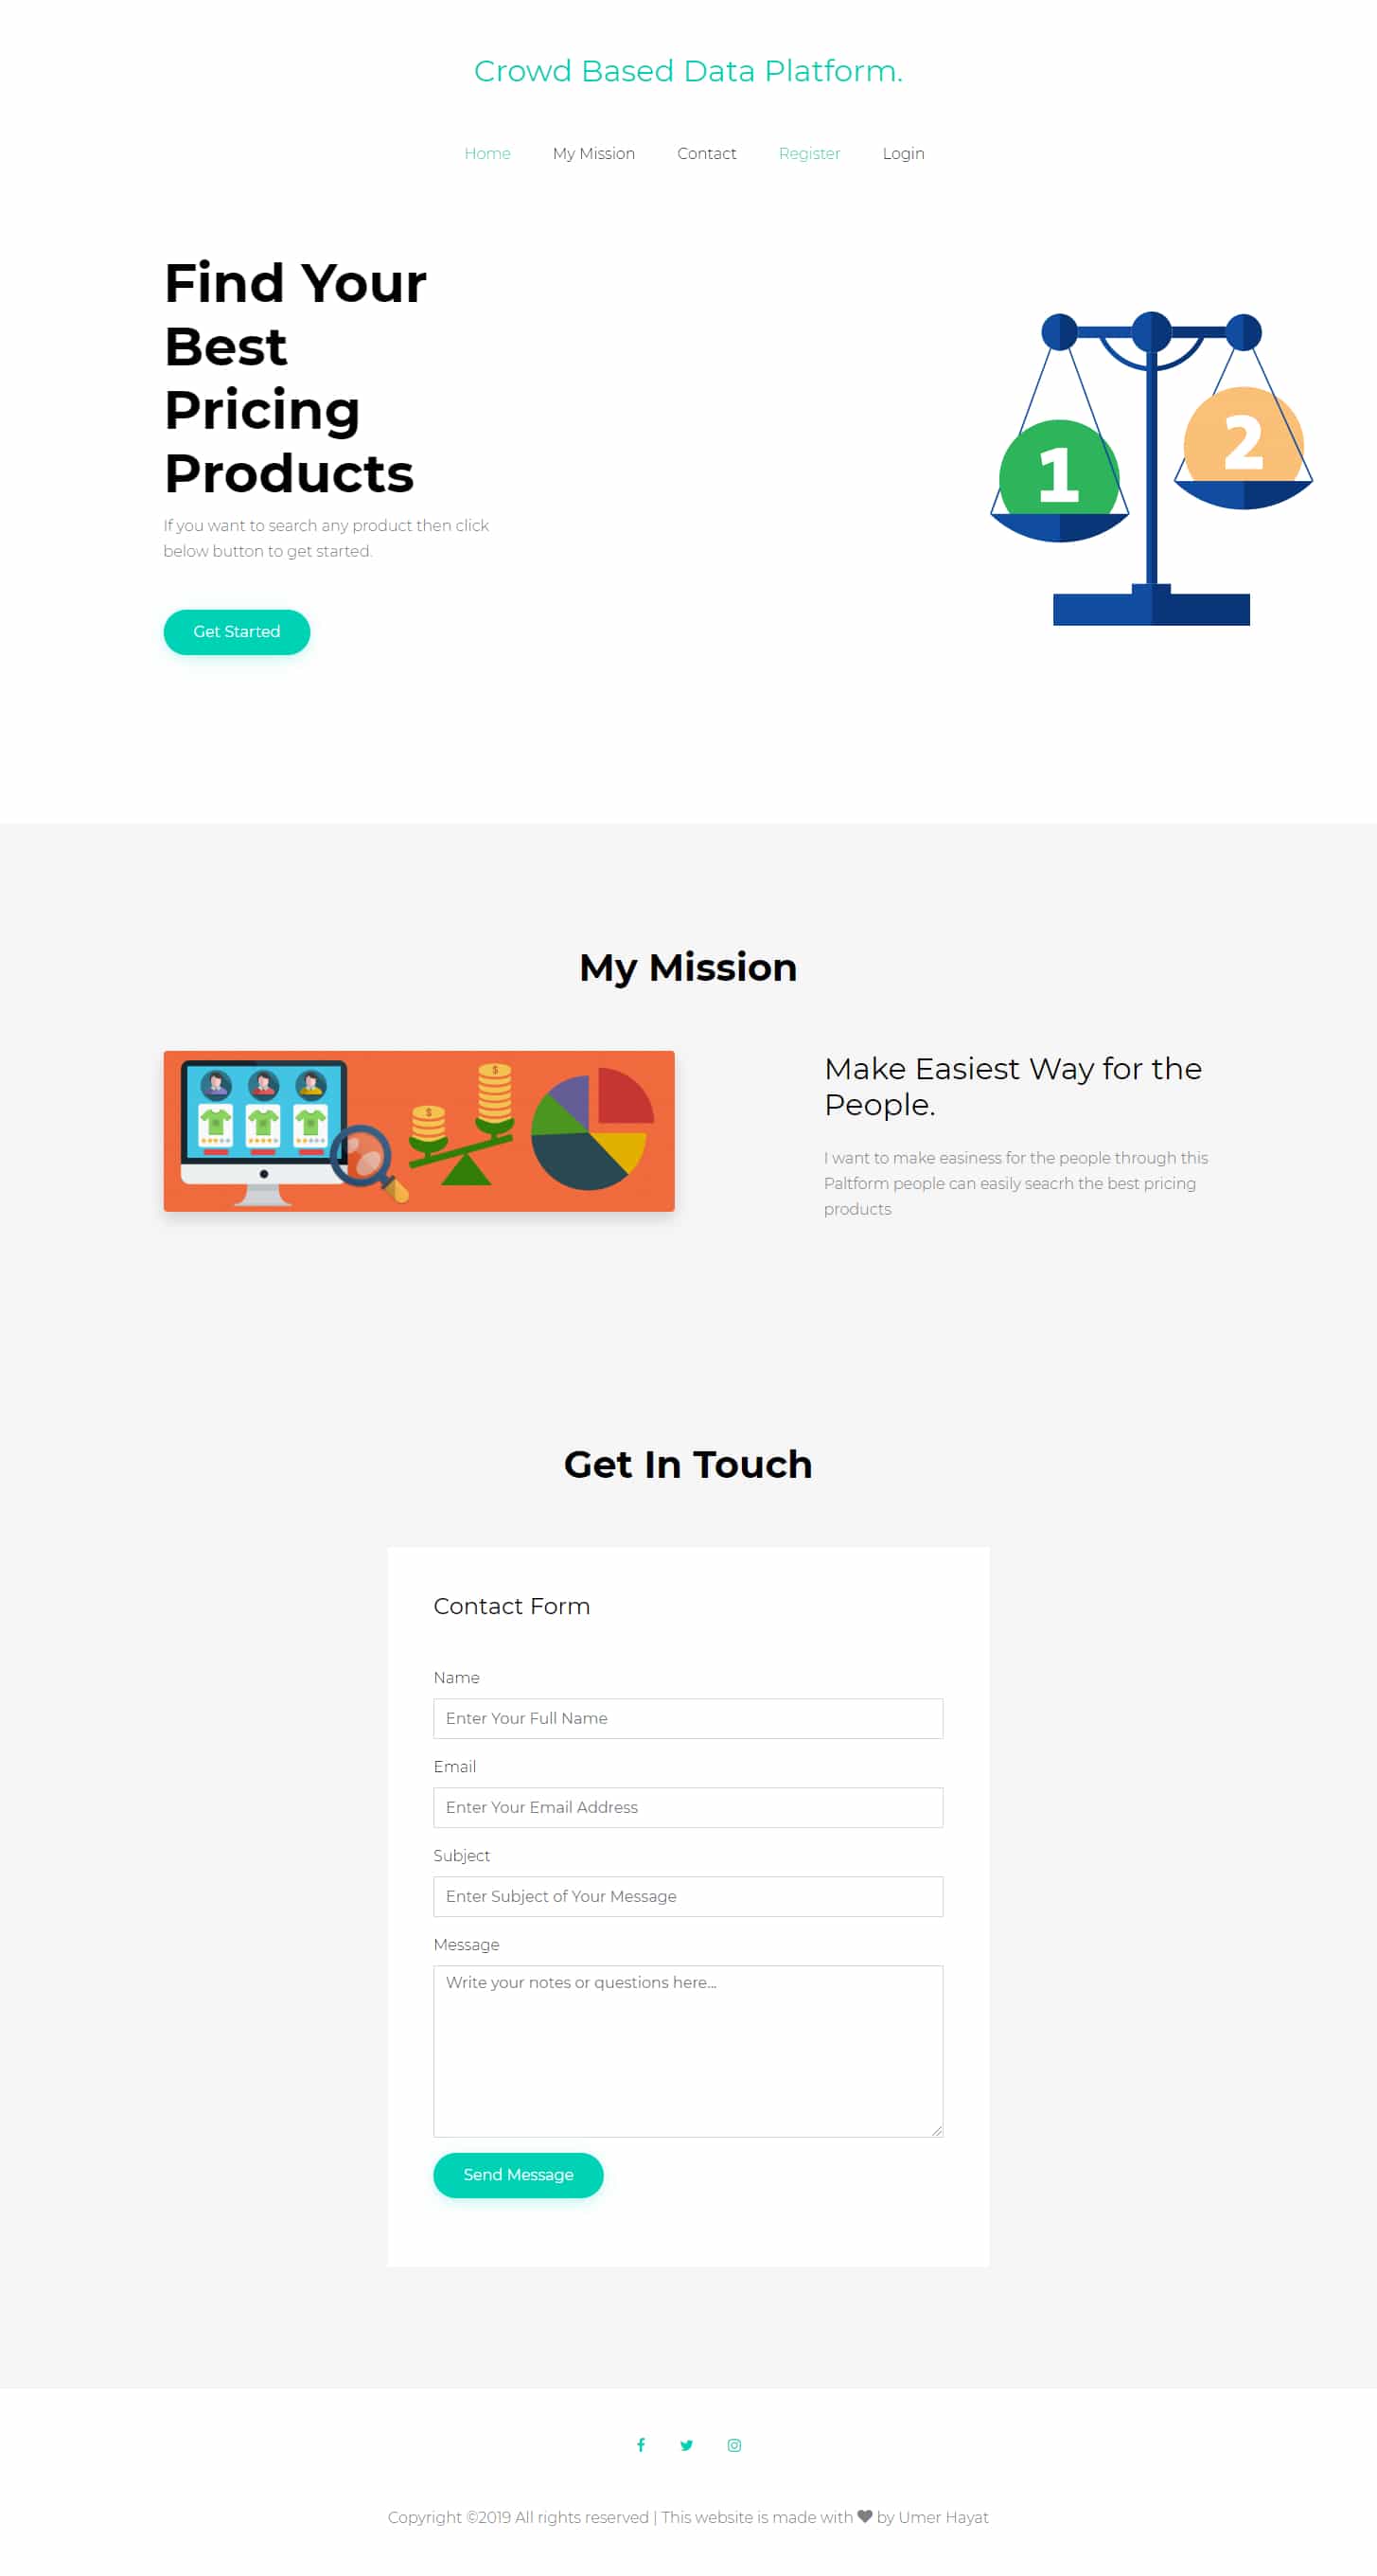 Crowd Based Data Platform.
Home My Mission Contact Register Login
Find Your
Best
Pricing
Products
If you want to search any product then click
below button to get started.
Get Started
1
2
My Mission
$
$
Make Easiest Way for the
People.
I want to make easiness for the people through this
Paltform people can easily seacrh the best pricing
products
Get In Touch
Contact Form
Name
Enter Your Full Name
Email
Enter Your Email Address
Subject
Enter Subject of Your Message
Message
Write your notes or questions here...
Send Message
Copyright ©2019 All rights reserved | This website is made with ♥ by Umer Hayat